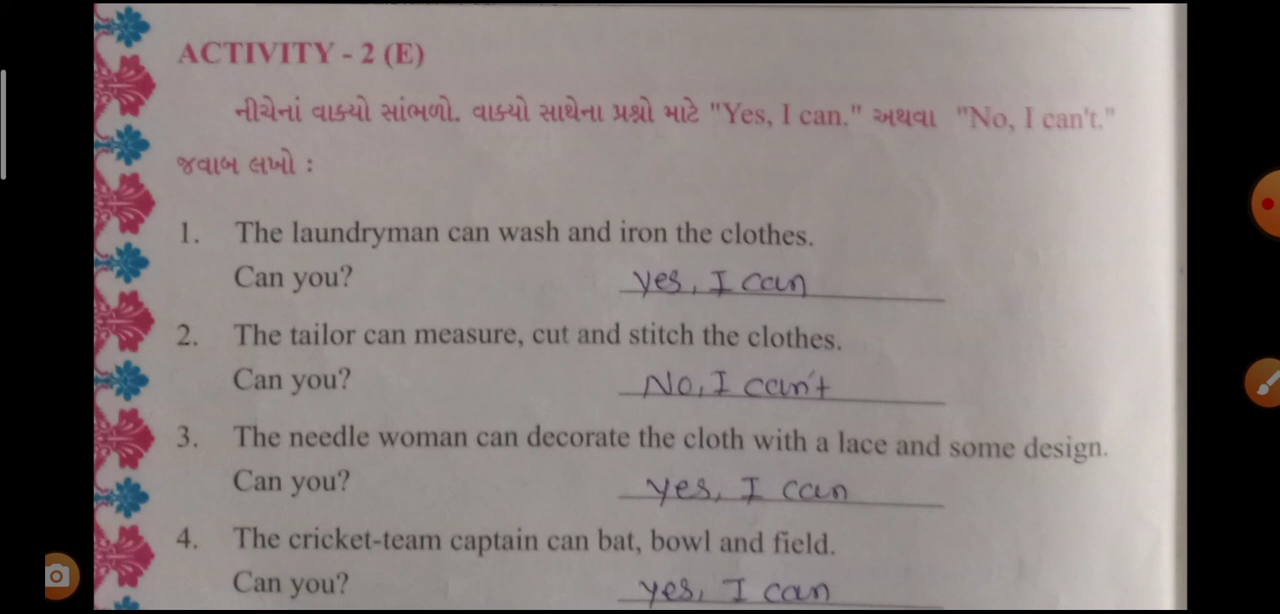 ACTIVITY - 2 (E)
નીચેનાં વાક્યો સાંભળો. વાક્યો સાથેના પ્રશ્નો માટે "Yes, I can." અથવા "No, I can't."
જવાબ લખો :
1. The laundryman can wash and iron the clothes.
Can you? Yes, I can
2. The tailor can measure, cut and stitch the clothes.
Can you? No, I can't
3. The needle woman can decorate the cloth with a lace and some design.
Can you? Yes, I can
4. The cricket-team captain can bat, bowl and field.
Can you? Yes, I can